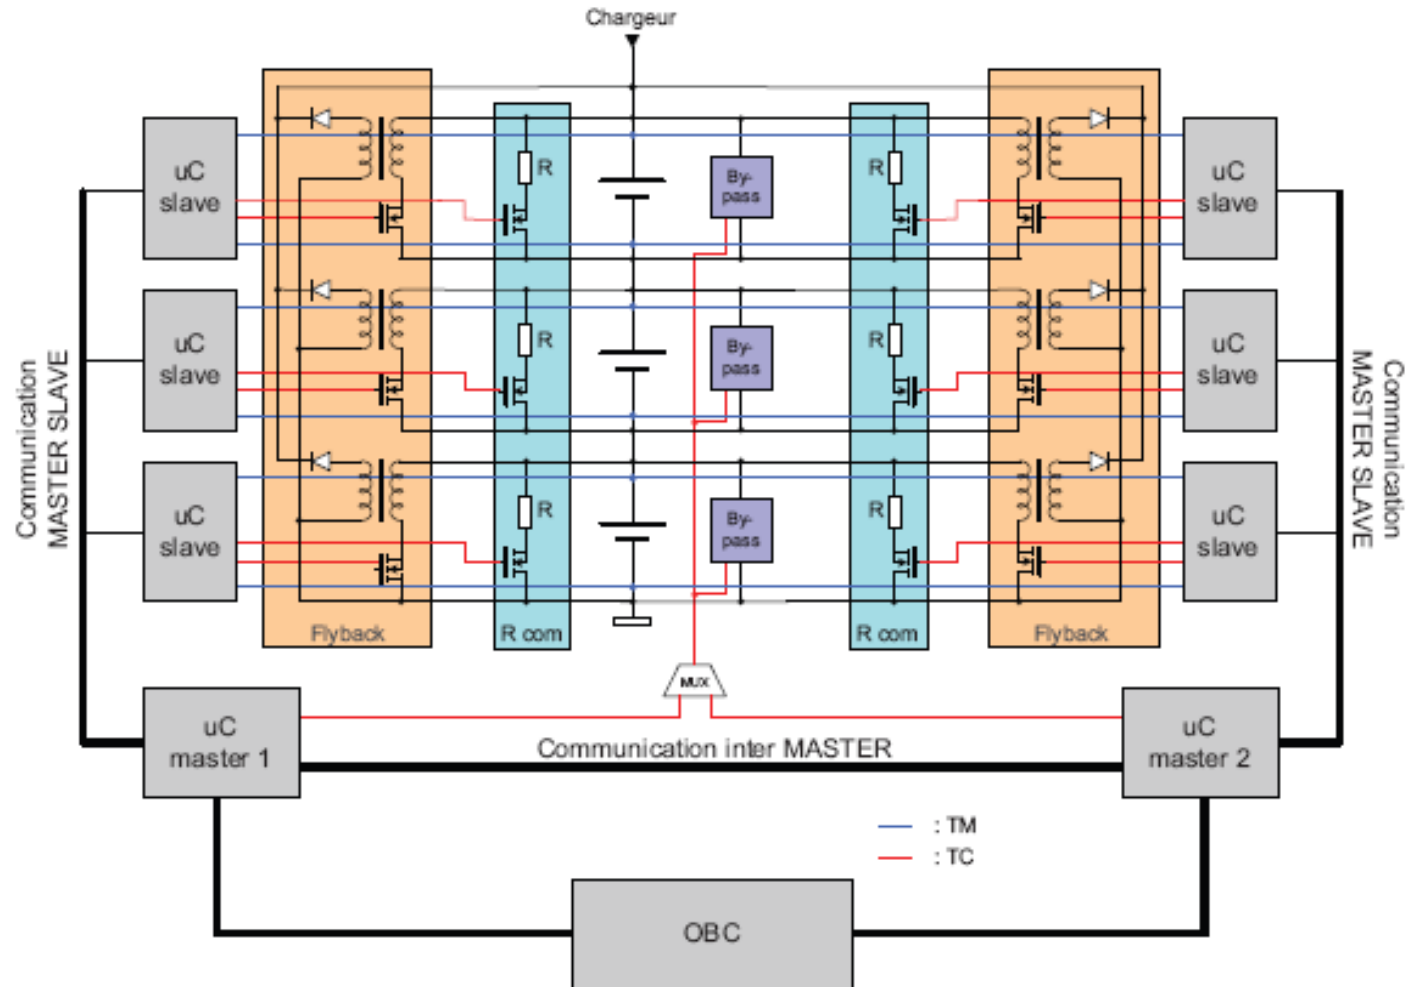 Chargeur
uC
slave
R
By-
pass
R
uC
slave
uC
slave
R
By-
pass
R
uC
slave
uC
slave
R
By-
pass
R
uC
slave
Communication
MASTER SLAVE
Communication
MASTER SLAVE
Flyback
R com
R com
Flyback
MUX
uC
master 1
Communication inter MASTER
uC
master 2
: TM
: TC
OBC